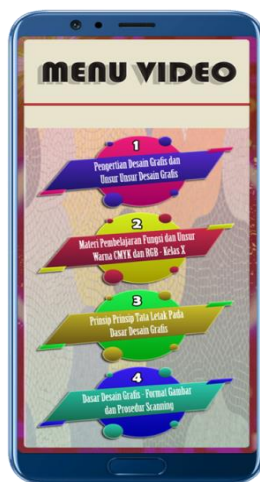 MENU VIDEO
1
Pengertian Desain Grafis dan
Unsur Unsur Desain Grafis
2
Materi Pembelajaran Fungsi dan Unsur
Warna CMYK dan RGB - Kelas X
3
Prinsip Prinsip Tata Letak Pada
Dasar Desain Grafis
4
Dasar Desain Grafis - Format Gambar
dan Prosedur Scanning